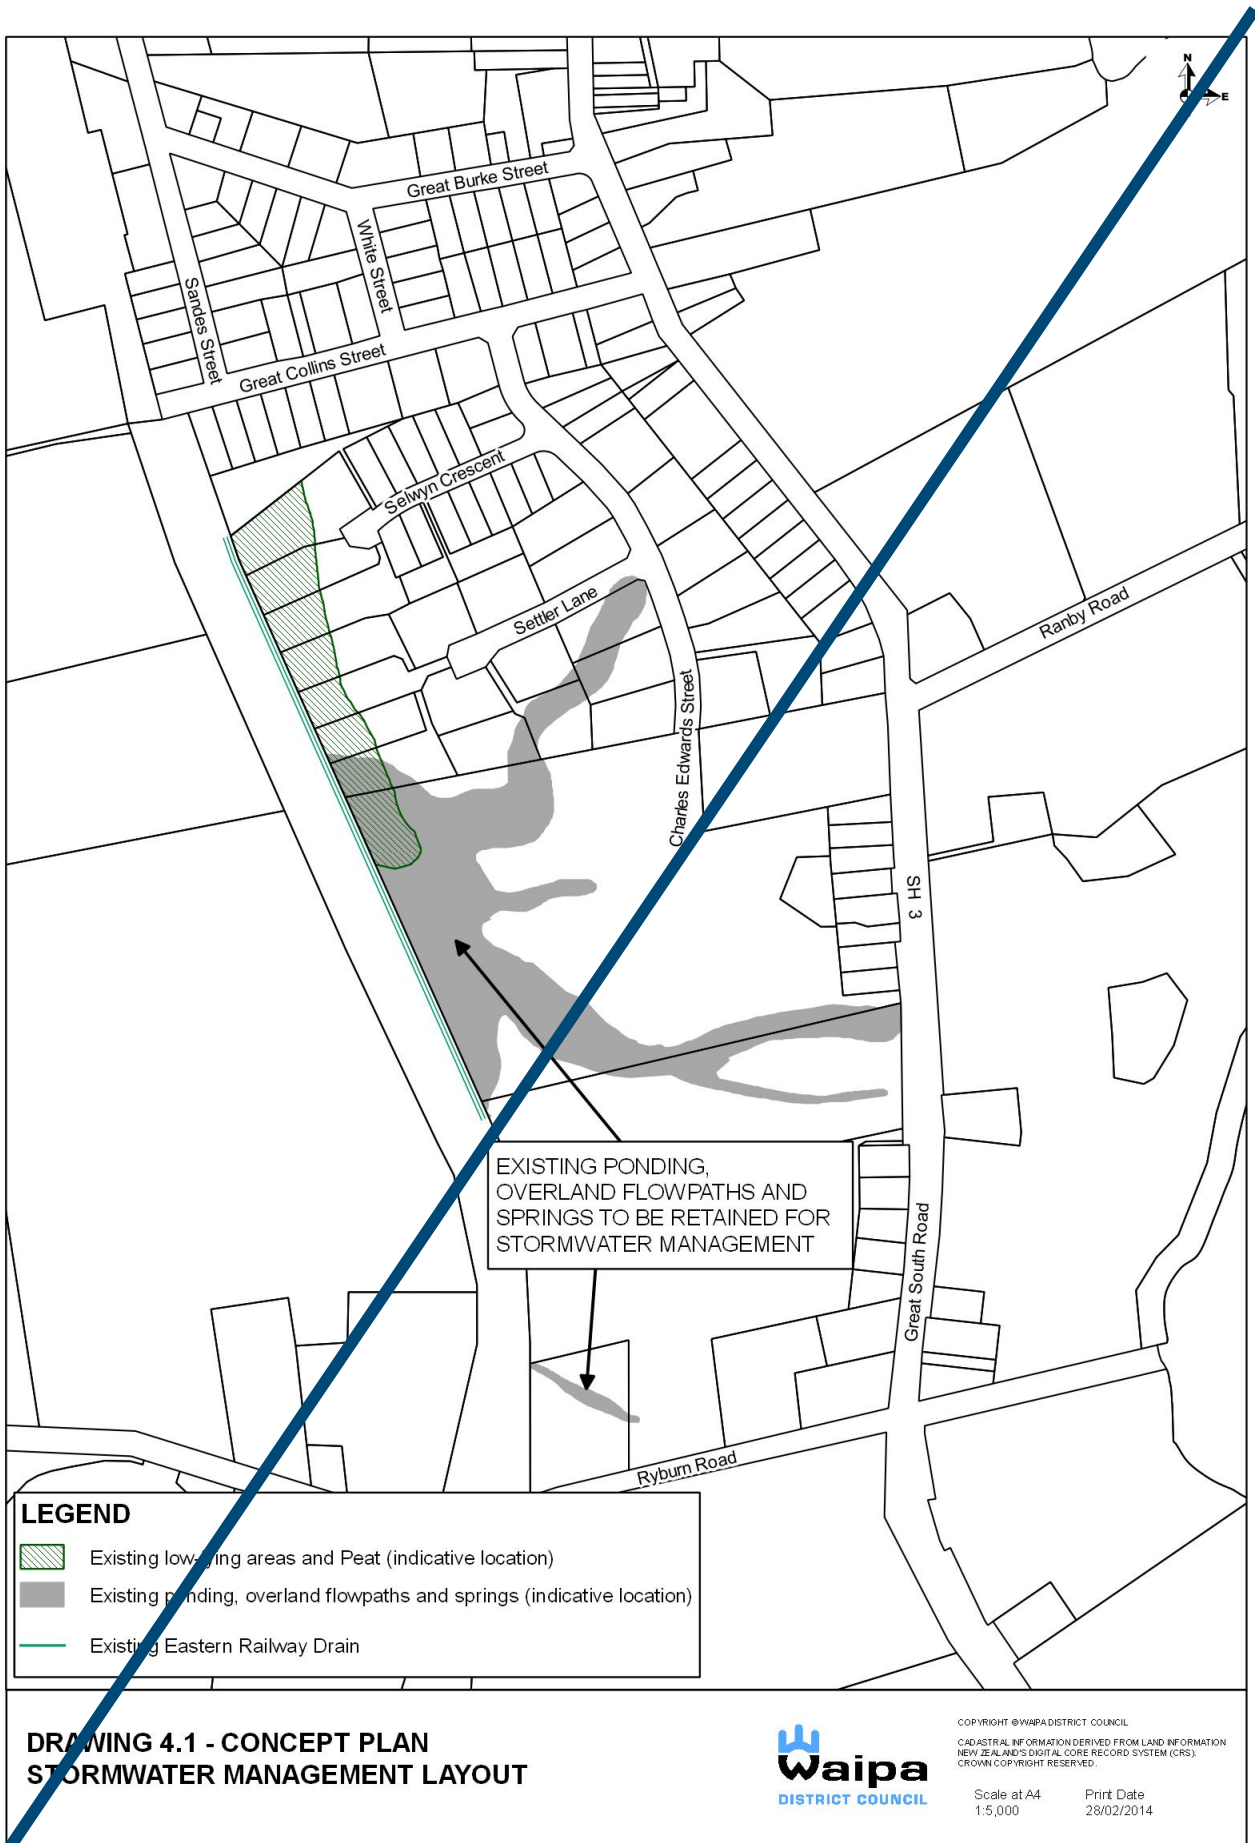 N
E
Great Burke Street
White Street
Sandes Street
Great Collins Street
Selwyn Crescent
Settler Lane
Ranby Road
Charles Edwards Street
SH 3
EXISTING PONDING,
OVERLAND FLOWPATHS AND
SPRINGS TO BE RETAINED FOR
STORMWATER MANAGEMENT
Great South Road
Ryburn Road
LEGEND
Existing low-lying areas and Peat (indicative location)
Existing ponding, overland flowpaths and springs (indicative location)
Existing Eastern Railway Drain
DRAWING 4.1 - CONCEPT PLAN
STORMWATER MANAGEMENT LAYOUT
Waipa
DISTRICT COUNCIL
COPYRIGHT @WAIPA DISTRICT COUNCIL
CADASTRAL INFORMATION DERIVED FROM LAND INFORMATION
NEW ZEALAND'S DIGITAL CORE RECORD SYSTEM (CRS).
CROWN COPYRIGHT RESERVED.
Scale at A4
1:5,000
Print Date
28/02/2014